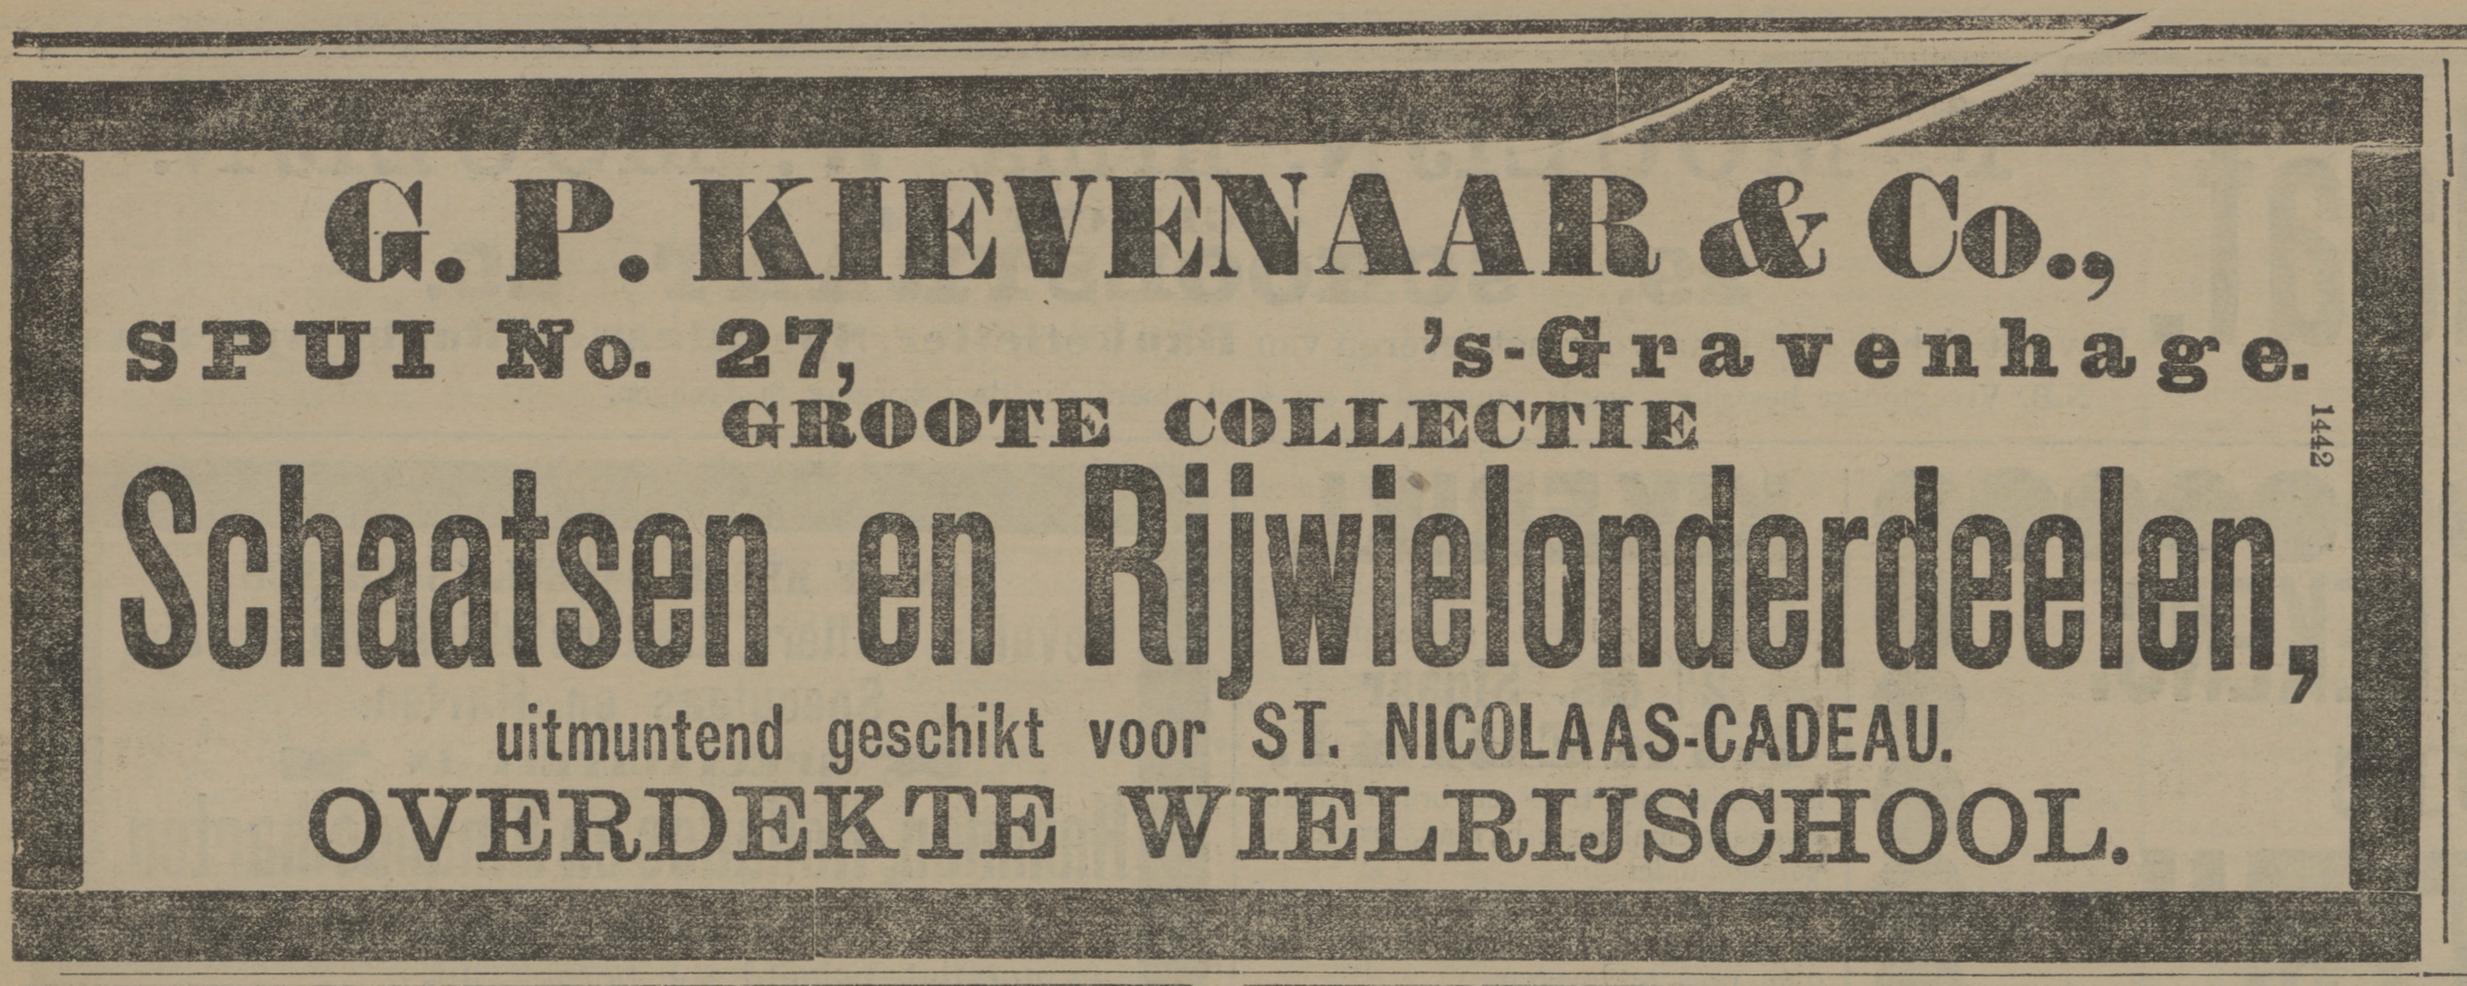 G. P. KIEVENAAR & Co.,
SPUI No. 27, 's-Gravenhage.
GROOTE COLLECTIE
Schaatsen en Rijwielonderdeelen,
uitmuntend geschikt voor ST. NICOLAAS-CADEAU.
OVERDEKTE WIELRIJSCHOOL.
1442